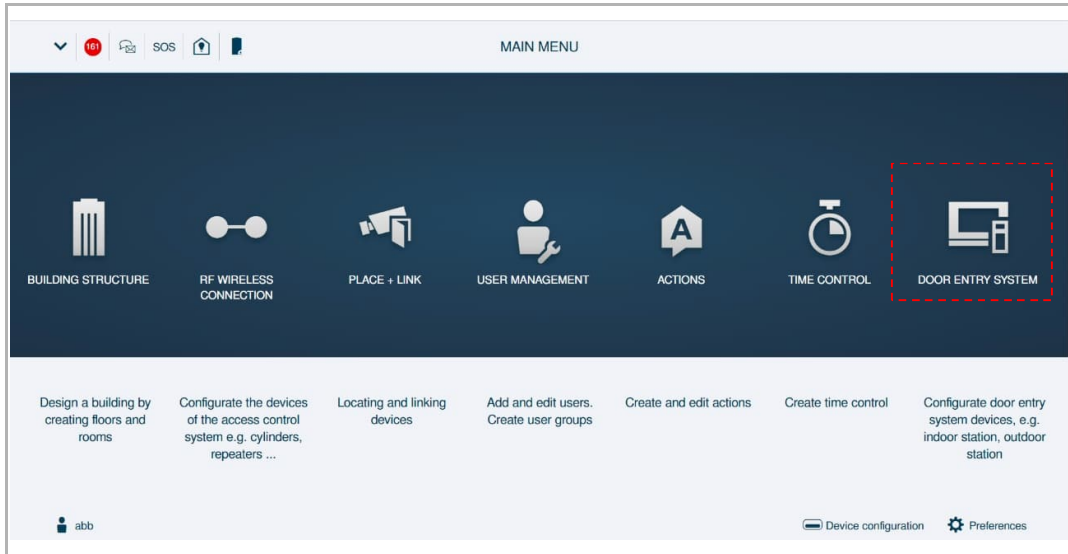 161
SOS
MAIN MENU
BUILDING STRUCTURE
RF WIRELESS
CONNECTION
PLACE + LINK
USER MANAGEMENT
A
ACTIONS
TIME CONTROL
DOOR ENTRY SYSTEM
Design a building by
creating floors and
rooms
Configurate the devices
of the access control
system e.g. cylinders,
repeaters ...
Locating and linking
devices
Add and edit users.
Create user groups
Create and edit actions
Create time control
Configurate door entry
system devices, e.g.
indoor station, outdoor
station
abb
Device configuration
Preferences